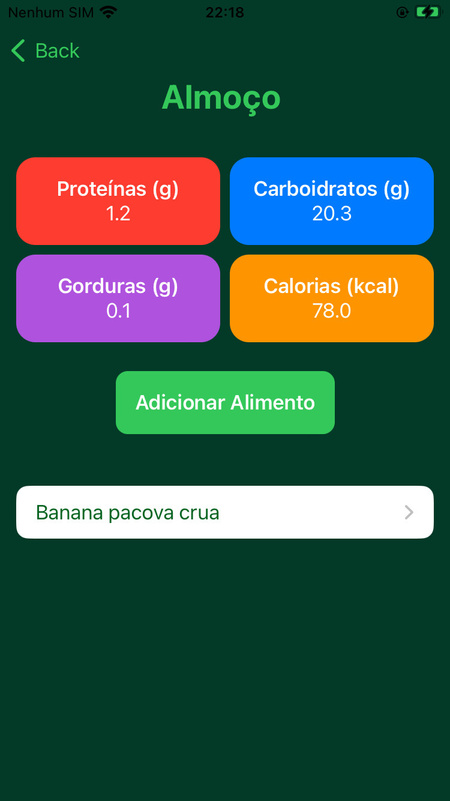 Nenhum SIM 22:18
Back
Almoço
Proteínas (g)
1.2
Carboidratos (g)
20.3
Gorduras (g)
0.1
Calorias (kcal)
78.0
Adicionar Alimento
Banana pacova crua